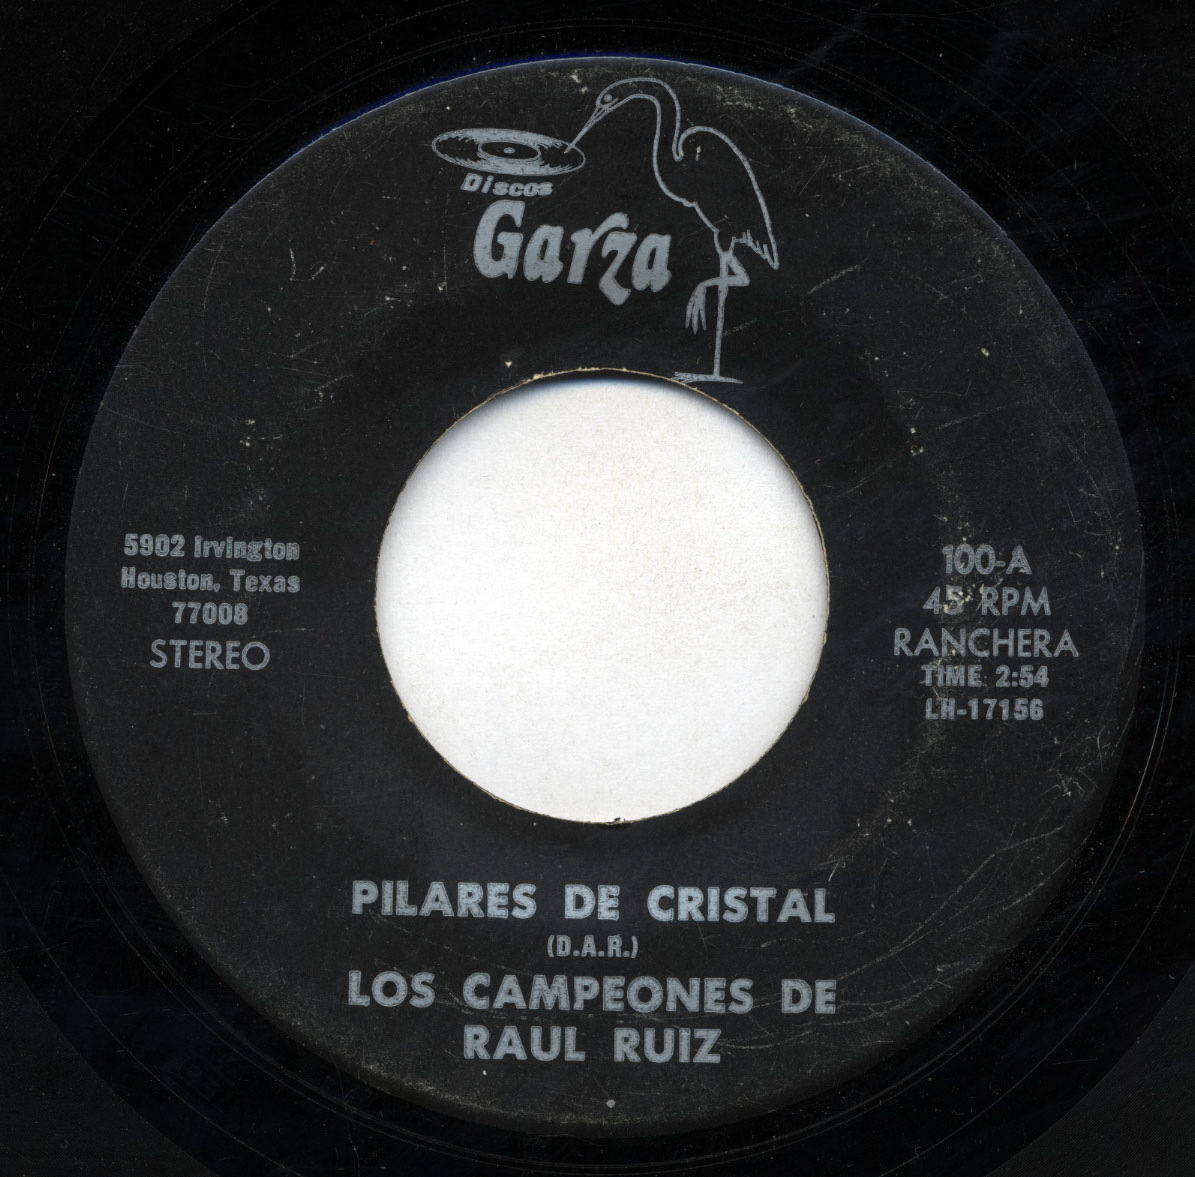 Discos
Garza
5902 Irvington
Houston, Texas
77008
STEREO
100-A
45 RPM
RANCHERA
TIME 2:54
LH-17156
PILARES DE CRISTAL
(D.A.R.)
LOS CAMPEONES DE
RAUL RUIZ